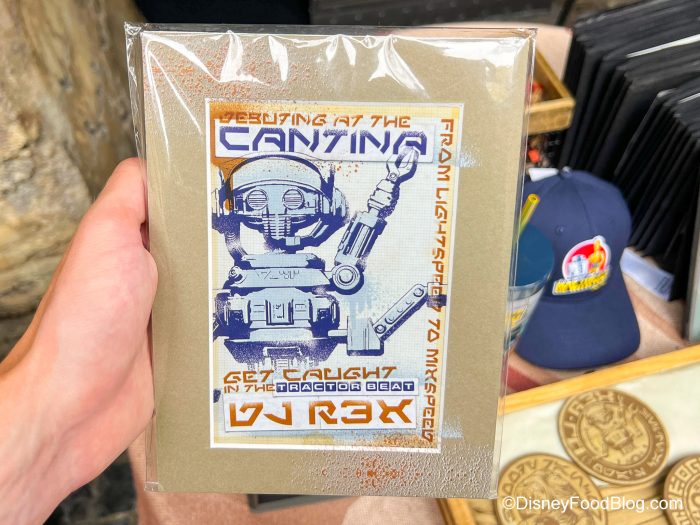 DEBUTING AT THE
CANTINA
FROM LIGHTSPEED TO MIXSPEED
GET CAUGHT
IN THE TRACTOR BEAT
DJ R3X
©DisneyFoodBlog.com